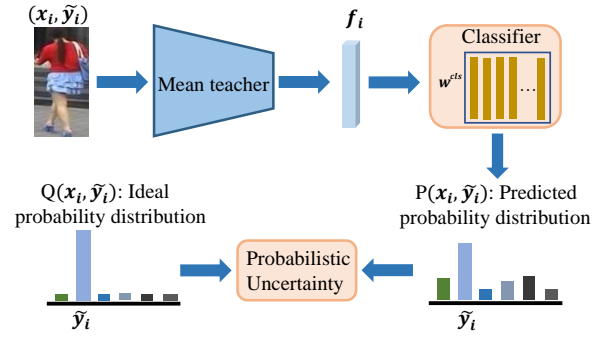 (x_i, ỹ_i)
f_i
Classifier
Mean teacher
w^cls
...
Q(x_i, ỹ_i): Ideal
probability distribution
P(x_i, ỹ_i): Predicted
probability distribution
Probabilistic
Uncertainty
ỹ_i
ỹ_i